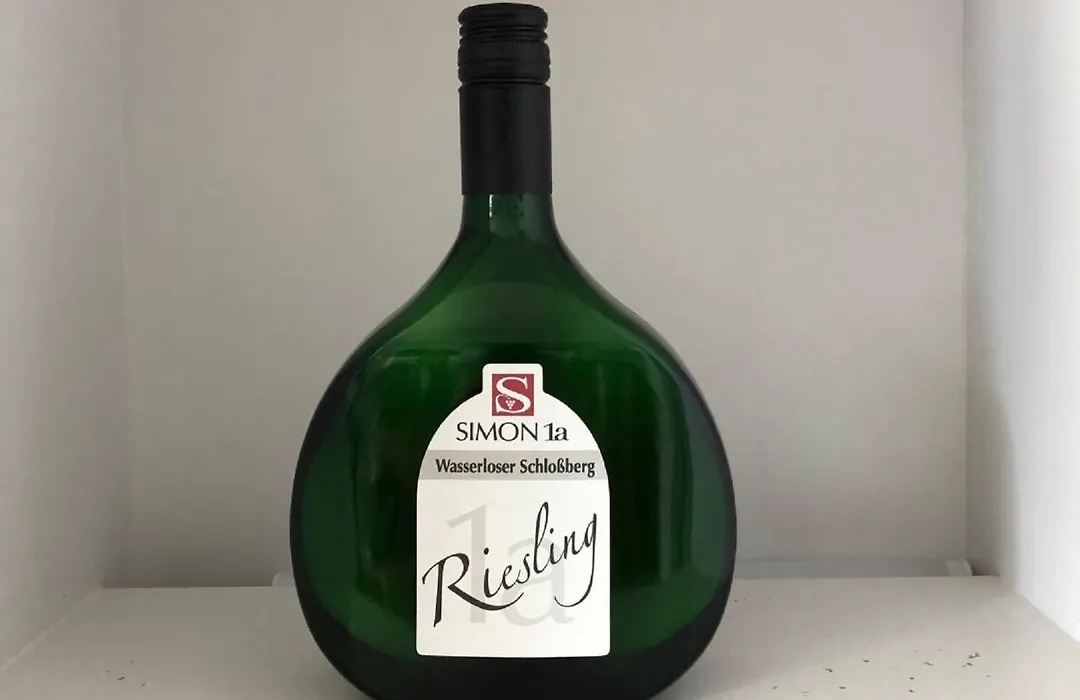 S
SIMON 1a
Wasserloser Schloßberg
1a
Riesling